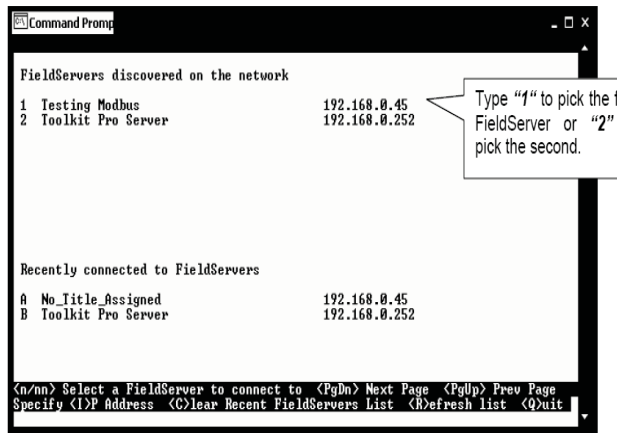 Command Promp
FieldServers discovered on the network
1 Testing Modbus 192.168.0.45
2 Toolkit Pro Server 192.168.0.252
Type "1" to pick the f
FieldServer or "2"
pick the second.
Recently connected to FieldServers
A No_Title_Assigned 192.168.0.45
B Toolkit Pro Server 192.168.0.252
<n/nn> Select a FieldServer to connect to <PgDn> Next Page <PgUp> Prev Page
Specify <I>P Address <C>lear Recent FieldServers List <R>efresh list <Q>uit